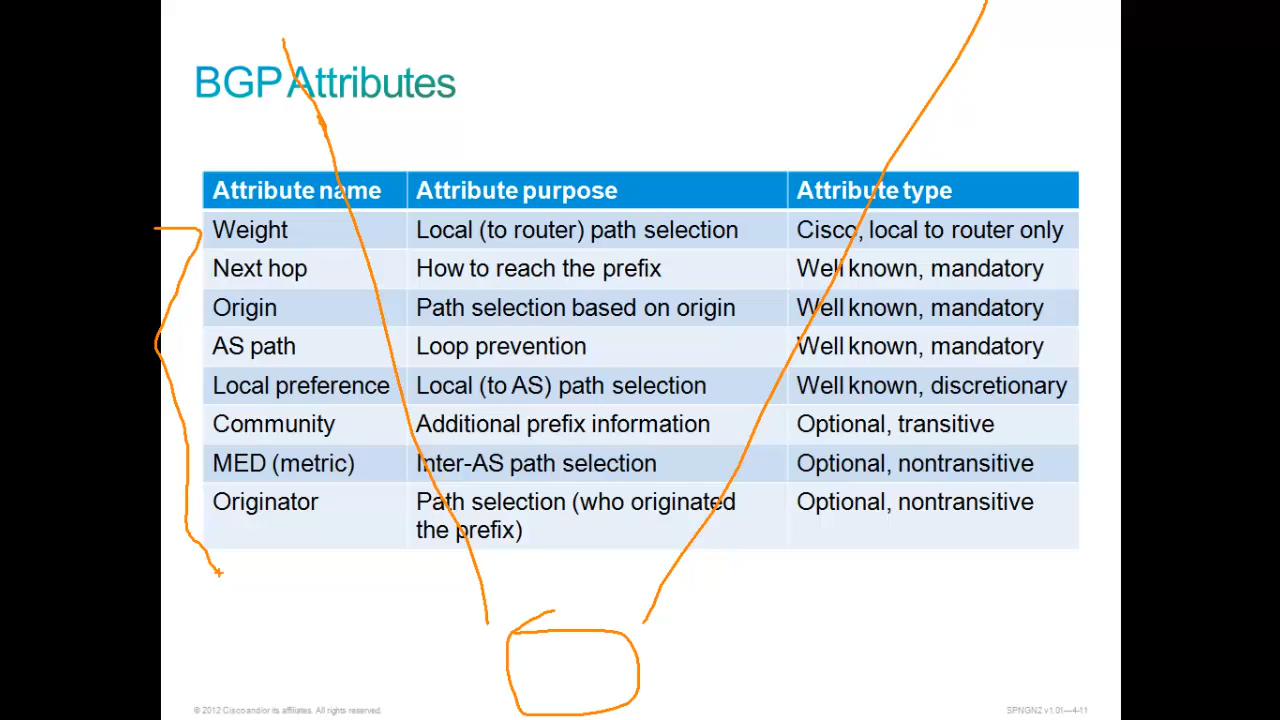 BGP Attributes
Attribute name Attribute purpose Attribute type
Weight Local (to router) path selection Cisco, local to router only
Next hop How to reach the prefix Well known, mandatory
Origin Path selection based on origin Well known, mandatory
AS path Loop prevention Well known, mandatory
Local preference Local (to AS) path selection Well known, discretionary
Community Additional prefix information Optional, transitive
MED (metric) Inter-AS path selection Optional, nontransitive
Originator Path selection (who originated Optional, nontransitive
the prefix)
© 2012 Cisco and/or its affiliates. All rights reserved. SPNGN2 v1.01—4-11